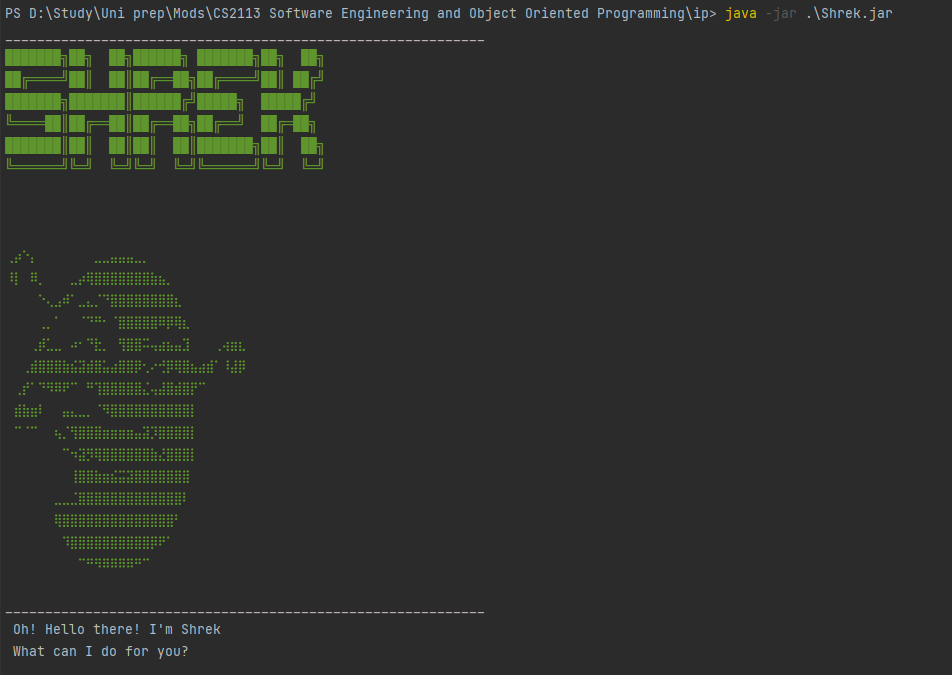 PS D:\Study\Uni prep\Mods\CS2113 Software Engineering and Object Oriented Programming\ip> java -jar .\Shrek.jar
SHREK
Oh! Hello there! I'm Shrek
What can I do for you?